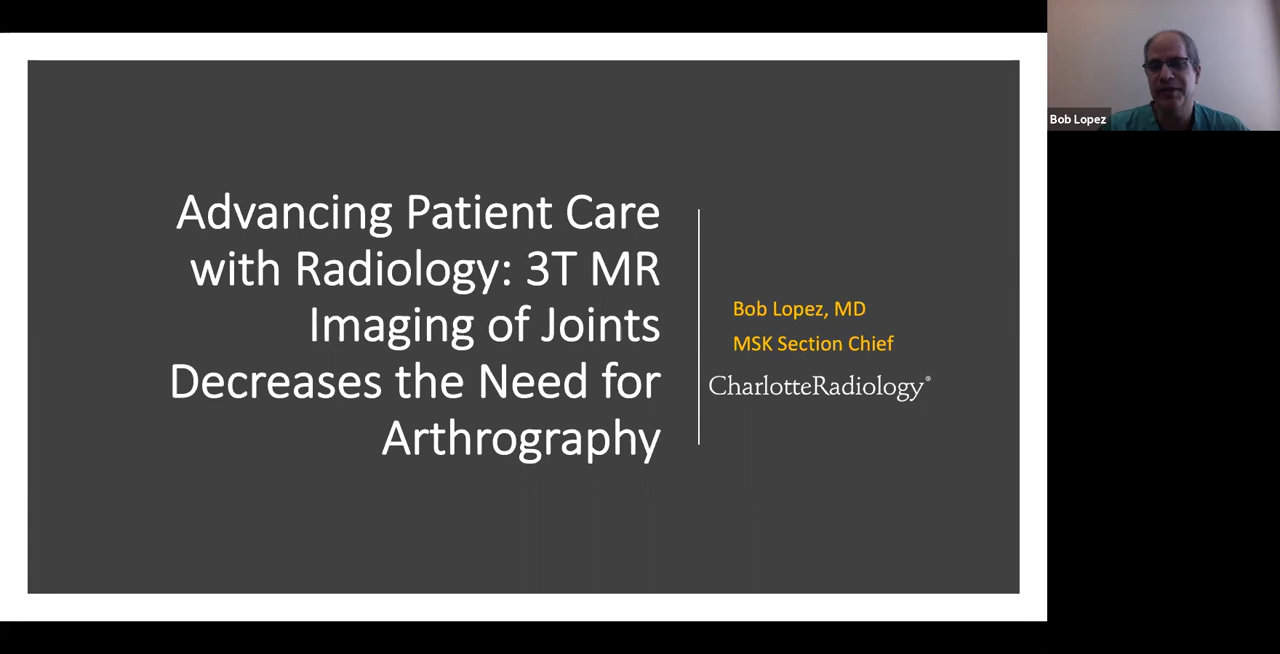 Advancing Patient Care
with Radiology: 3T MR
Imaging of Joints
Decreases the Need for
Arthrography
Bob Lopez, MD
MSK Section Chief
CharlotteRadiology®
Bob Lopez